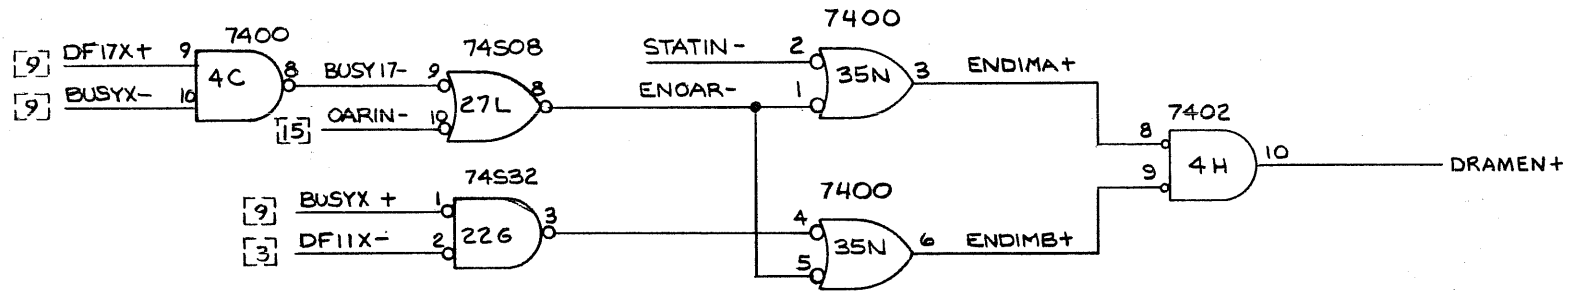 7400
[9] DF17X+ 9
4C
8 BUSY17-
[9] BUSYX- 10
74S08
9
27L
8
[15] OARIN- 10
STATIN- 2
ENOAR- 1
7400
35N
3 ENDIMA+
74S32
[9] BUSYX + 1
22G
3
[3] DF11X- 2
7400
4
35N
6 ENDIMB+
5
7402
8
4H
10 DRAMEN+
9